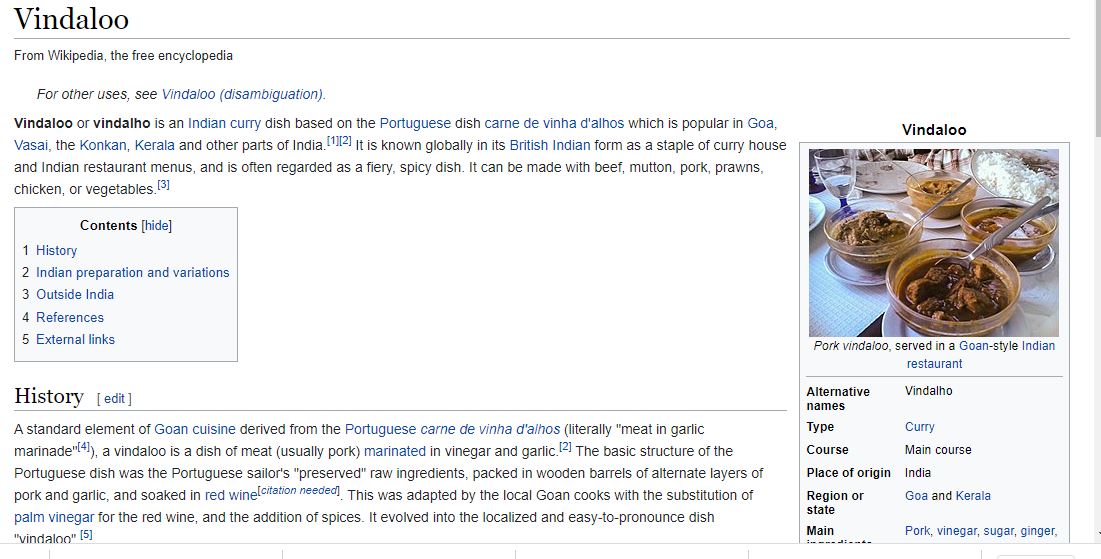 Vindaloo
From Wikipedia, the free encyclopedia
For other uses, see Vindaloo (disambiguation).
Vindaloo or vindalho is an Indian curry dish based on the Portuguese dish carne de vinha d'alhos which is popular in Goa,
Vasai, the Konkan, Kerala and other parts of India.[1][2] It is known globally in its British Indian form as a staple of curry house
and Indian restaurant menus, and is often regarded as a fiery, spicy dish. It can be made with beef, mutton, pork, prawns,
chicken, or vegetables.[3]
Contents [hide]
1 History
2 Indian preparation and variations
3 Outside India
4 References
5 External links
History [ edit ]
A standard element of Goan cuisine derived from the Portuguese carne de vinha d'alhos (literally "meat in garlic
marinade"[4]), a vindaloo is a dish of meat (usually pork) marinated in vinegar and garlic.[2] The basic structure of the
Portuguese dish was the Portuguese sailor's "preserved" raw ingredients, packed in wooden barrels of alternate layers of
pork and garlic, and soaked in red wine[citation needed]. This was adapted by the local Goan cooks with the substitution of
palm vinegar for the red wine, and the addition of spices. It evolved into the localized and easy-to-pronounce dish
"vindaloo".[5]
Vindaloo
Pork vindaloo, served in a Goan-style Indian
restaurant
Alternative names Vindalho
Type Curry
Course Main course
Place of origin India
Region or state Goa and Kerala
Main ingredients Pork, vinegar, sugar, ginger,